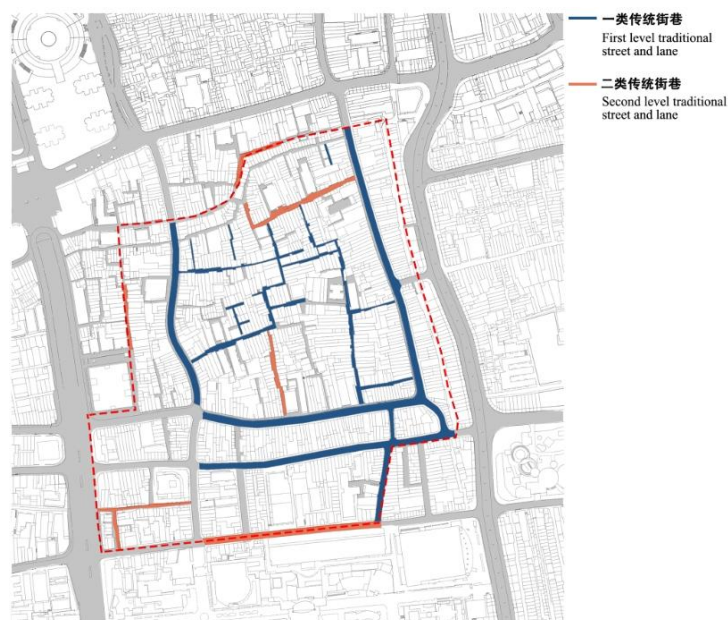 一类传统街巷
First level traditional
street and lane
二类传统街巷
Second level traditional
street and lane